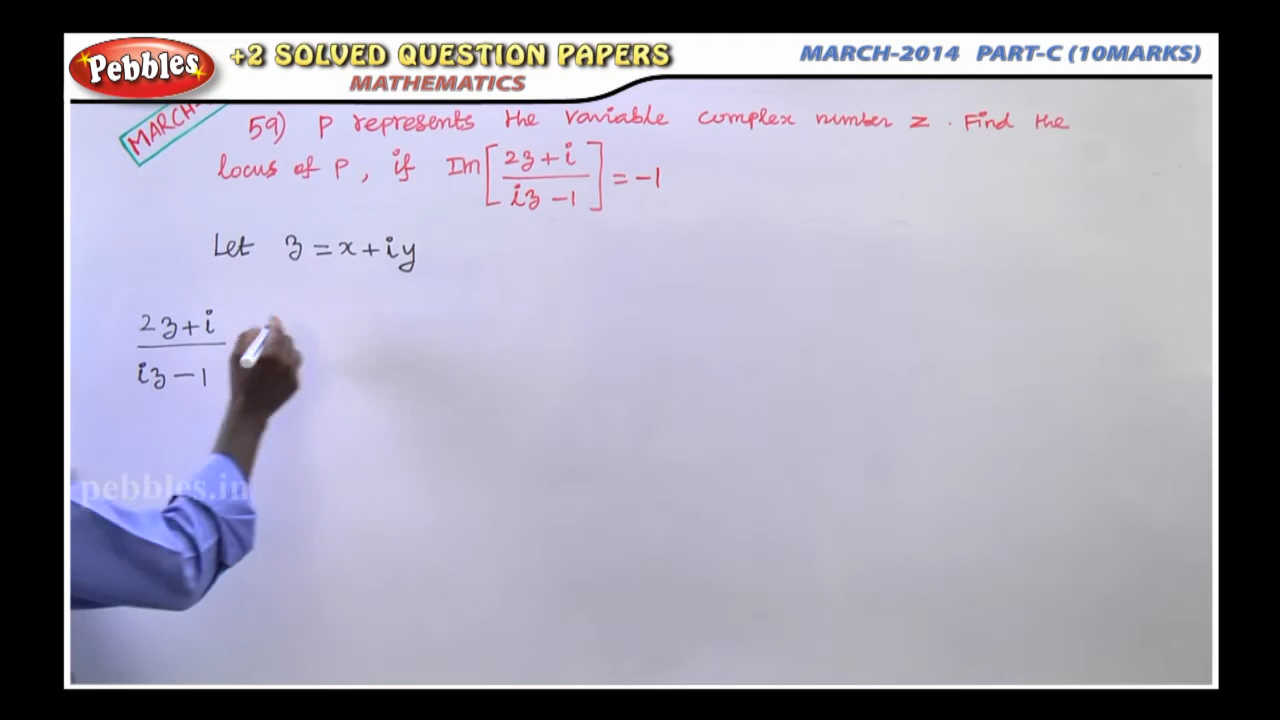 Pebbles
+2 SOLVED QUESTION PAPERS
MATHEMATICS
MARCH-2014 PART-C (10MARKS)
MARCH-
59) P represents the variable complex number z. Find the
locus of P, if Im[(2z+i)/(iz-1)] = -1
Let z = x+iy
2z+i
iz-1
pebbles.in